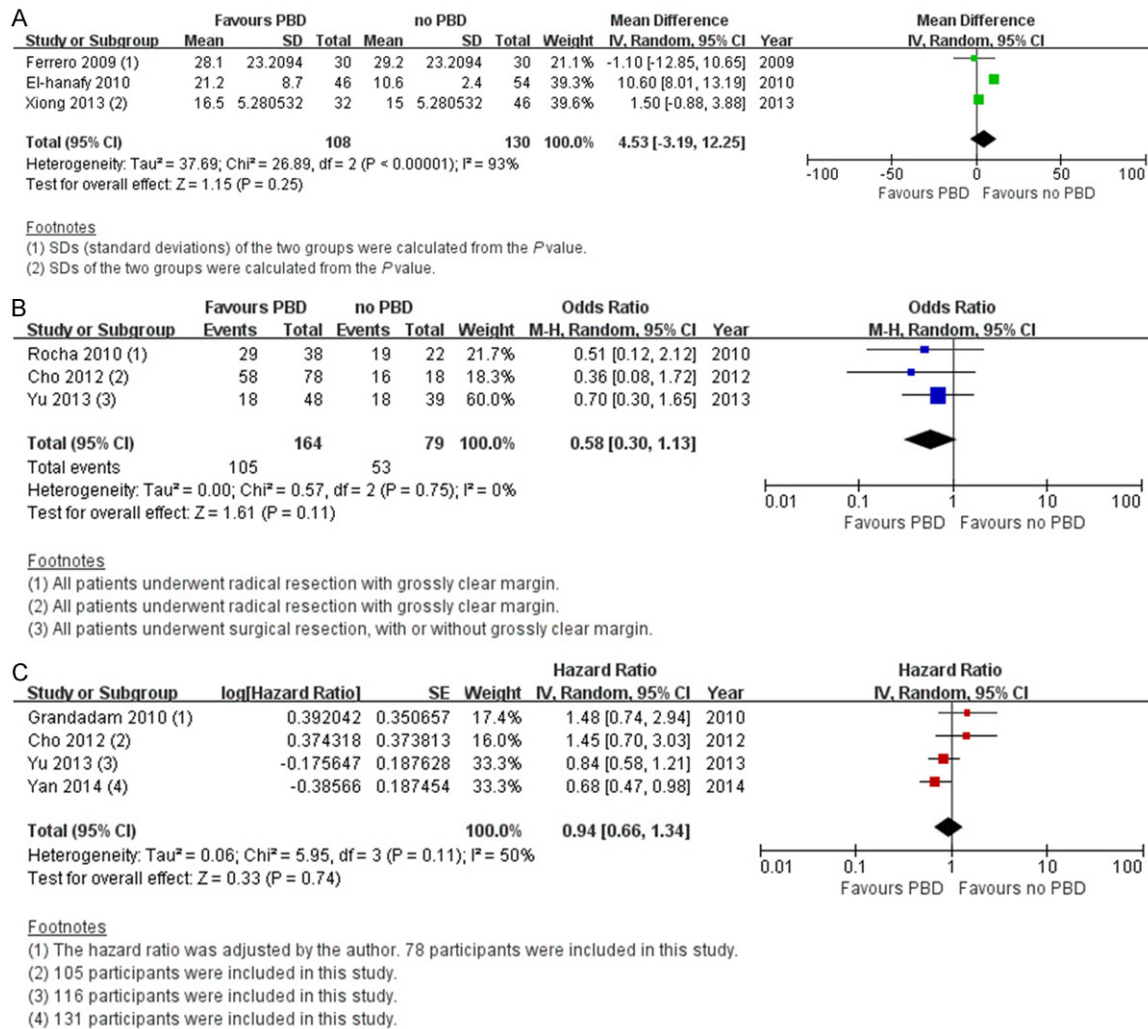 A
Favours PBD no PBD Mean Difference Mean Difference
Study or Subgroup Mean SD Total Mean SD Total Weight IV, Random, 95% CI Year IV, Random, 95% CI
Ferrero 2009 (1) 28.1 23.2094 30 29.2 23.2094 30 21.1% -1.10 [-12.85, 10.65] 2009
El-hanafy 2010 21.2 8.7 46 10.6 2.4 54 39.3% 10.60 [8.01, 13.19] 2010
Xiong 2013 (2) 16.5 5.280532 32 15 5.280532 46 39.6% 1.50 [-0.88, 3.88] 2013
Total (95% CI) 108 130 100.0% 4.53 [-3.19, 12.25]
Heterogeneity: Tau² = 37.69; Chi² = 26.89, df = 2 (P < 0.00001); I² = 93%
Test for overall effect: Z = 1.15 (P = 0.25)
-100 -50 0 50 100
Favours PBD Favours no PBD
Footnotes
(1) SDs (standard deviations) of the two groups were calculated from the P value.
(2) SDs of the two groups were calculated from the P value.
B
Favours PBD no PBD Odds Ratio Odds Ratio
Study or Subgroup Events Total Events Total Weight M-H, Random, 95% CI Year M-H, Random, 95% CI
Rocha 2010 (1) 29 38 19 22 21.7% 0.51 [0.12, 2.12] 2010
Cho 2012 (2) 58 78 16 18 18.3% 0.36 [0.08, 1.72] 2012
Yu 2013 (3) 18 48 18 39 60.0% 0.70 [0.30, 1.65] 2013
Total (95% CI) 164 79 100.0% 0.58 [0.30, 1.13]
Total events 105 53
Heterogeneity: Tau² = 0.00; Chi² = 0.57, df = 2 (P = 0.75); I² = 0%
Test for overall effect: Z = 1.61 (P = 0.11)
0.01 0.1 1 10 100
Favours PBD Favours no PBD
Footnotes
(1) All patients underwent radical resection with grossly clear margin.
(2) All patients underwent radical resection with grossly clear margin.
(3) All patients underwent surgical resection, with or without grossly clear margin.
C
Hazard Ratio Hazard Ratio
Study or Subgroup log[Hazard Ratio] SE Weight IV, Random, 95% CI Year IV, Random, 95% CI
Grandadam 2010 (1) 0.392042 0.350657 17.4% 1.48 [0.74, 2.94] 2010
Cho 2012 (2) 0.374318 0.373813 16.0% 1.45 [0.70, 3.03] 2012
Yu 2013 (3) -0.175647 0.187628 33.3% 0.84 [0.58, 1.21] 2013
Yan 2014 (4) -0.38566 0.187454 33.3% 0.68 [0.47, 0.98] 2014
Total (95% CI) 100.0% 0.94 [0.66, 1.34]
Heterogeneity: Tau² = 0.06; Chi² = 5.95, df = 3 (P = 0.11); I² = 50%
Test for overall effect: Z = 0.33 (P = 0.74)
0.01 0.1 1 10 100
Favours PBD Favours no PBD
Footnotes
(1) The hazard ratio was adjusted by the author. 78 participants were included in this study.
(2) 105 participants were included in this study.
(3) 116 participants were included in this study.
(4) 131 participants were included in this study.